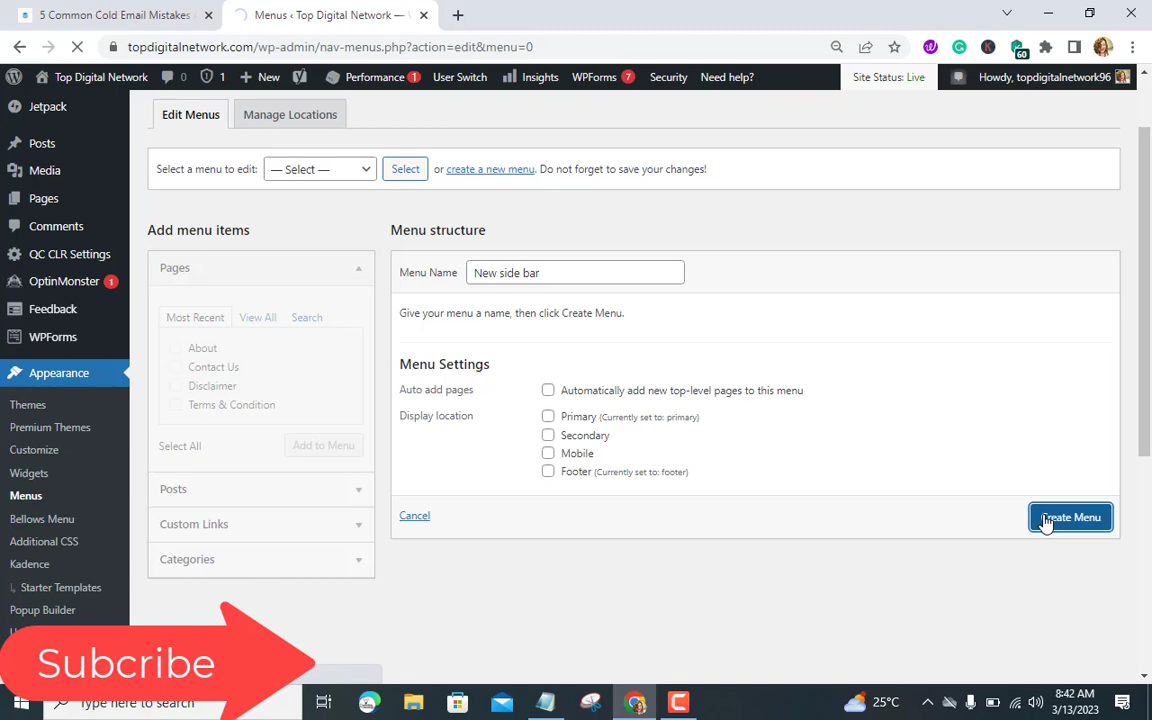 5 Common Cold Email Mistakes
Menus ‹ Top Digital Network — W
topdigitalnetwork.com/wp-admin/nav-menus.php?action=edit&menu=0
60
Top Digital Network 0 1 New Performance 1 User Switch Insights WPForms 7 Security Need help? Site Status: Live Howdy, topdigitalnetwork96
Jetpack
Posts
Media
Pages
Comments
QC CLR Settings
OptinMonster 1
Feedback
WPForms
Appearance
Themes
Premium Themes
Customize
Widgets
Menus
Bellows Menu
Additional CSS
Kadence
Starter Templates
Popup Builder
Edit Menus
Manage Locations
Select a menu to edit: — Select — Select or create a new menu. Do not forget to save your changes!
Add menu items
Pages
Most Recent View All Search
About
Contact Us
Disclaimer
Terms & Condition
Select All Add to Menu
Posts
Custom Links
Categories
Menu structure
Menu Name New side bar
Give your menu a name, then click Create Menu.
Menu Settings
Auto add pages Automatically add new top-level pages to this menu
Display location Primary (Currently set to: primary)
Secondary
Mobile
Footer (Currently set to: footer)
Cancel
Create Menu
Subcribe
Type here to search
25°C
8:42 AM
3/13/2023